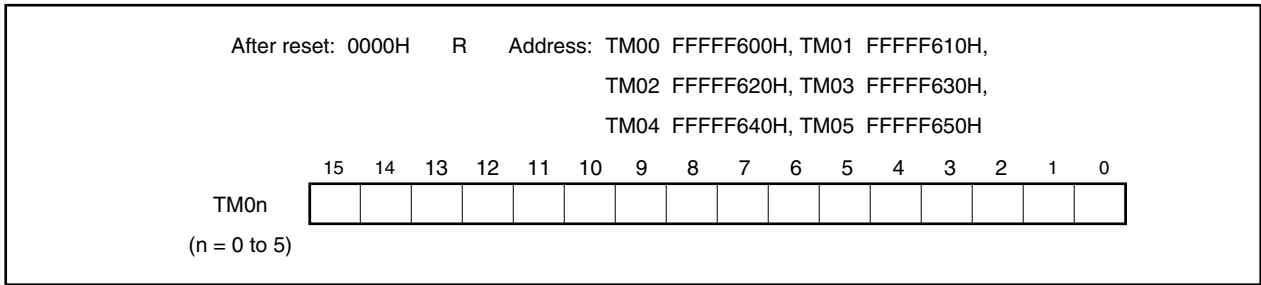 After reset: 0000H R Address: TM00 FFFFF600H, TM01 FFFFF610H,
TM02 FFFFF620H, TM03 FFFFF630H,
TM04 FFFFF640H, TM05 FFFFF650H
15 14 13 12 11 10 9 8 7 6 5 4 3 2 1 0
TM0n
(n = 0 to 5)